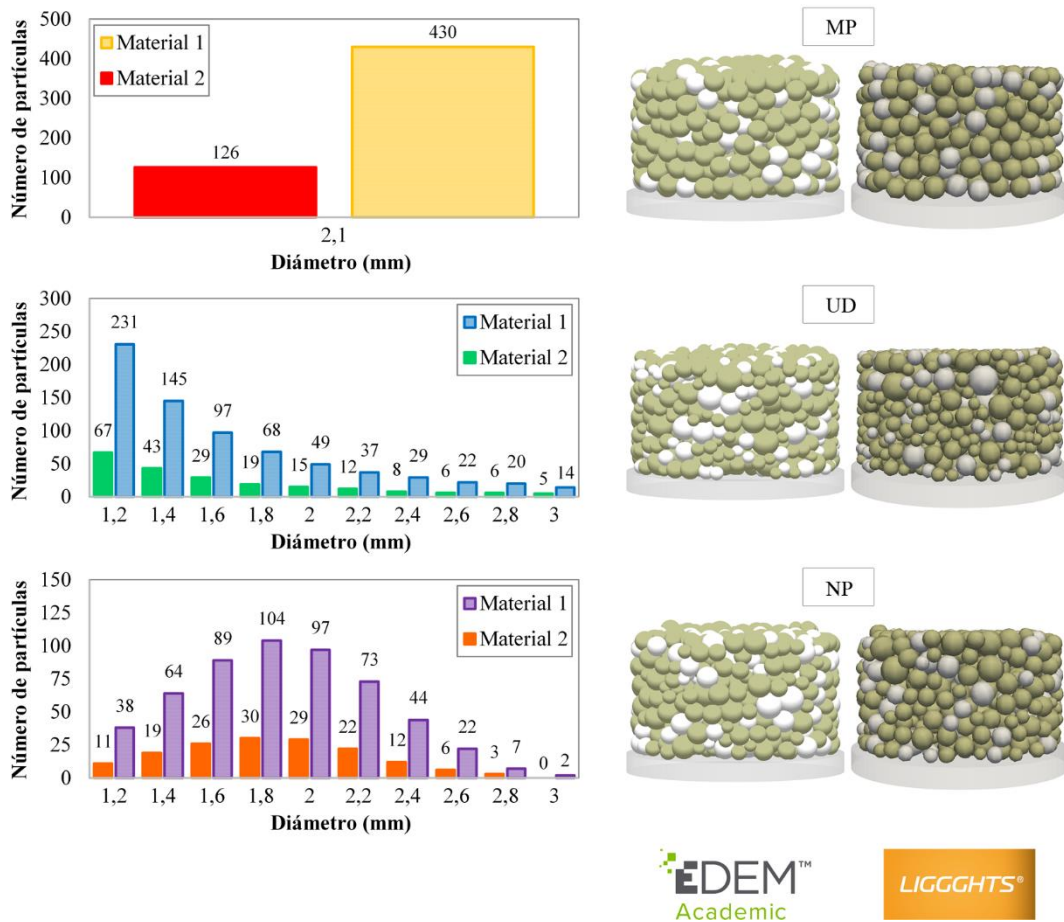 Número de partículas
500
400
300
200
100
0
Material 1
Material 2
126
430
2,1
Diámetro (mm)
MP
Número de partículas
300
250
200
150
100
50
0
Material 1
Material 2
67 231
43 145
29 97
19 68
15 49
12 37
8 29
6 22
6 20
5 14
1,2 1,4 1,6 1,8 2 2,2 2,4 2,6 2,8 3
Diámetro (mm)
UD
Número de partículas
150
125
100
75
50
25
0
Material 1
Material 2
11 38
19 64
26 89
30 104
29 97
22 73
12 44
6 22
3 7
0 2
1,2 1,4 1,6 1,8 2 2,2 2,4 2,6 2,8 3
Diámetro (mm)
NP
EDEM™
Academic
LIGGGHTS®